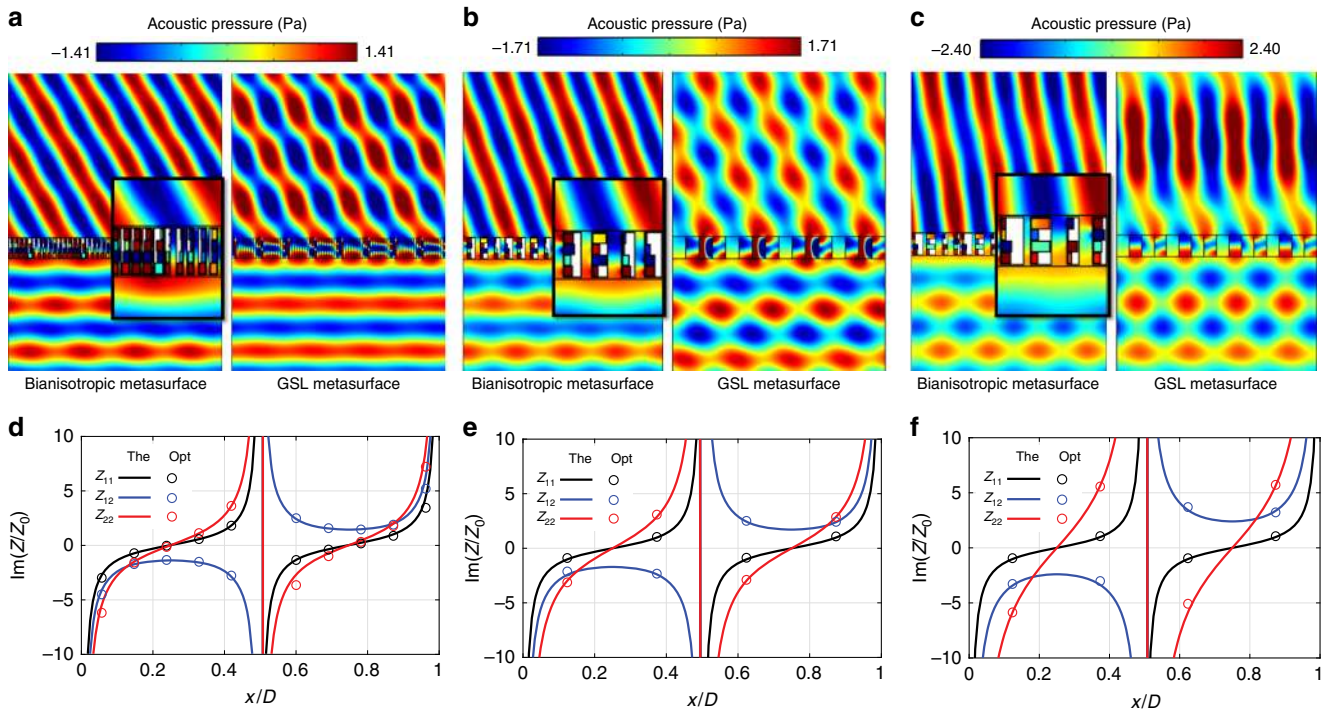 a
Acoustic pressure (Pa)
−1.41 1.41
Bianisotropic metasurface GSL metasurface
b
Acoustic pressure (Pa)
−1.71 1.71
Bianisotropic metasurface GSL metasurface
c
Acoustic pressure (Pa)
−2.40 2.40
Bianisotropic metasurface GSL metasurface
d
10
5
0
−5
−10
Im(Z/Z0)
The Opt
Z11
Z12
Z22
0 0.2 0.4 0.6 0.8 1
x/D
e
10
5
0
−5
−10
Im(Z/Z0)
The Opt
Z11
Z12
Z22
0 0.2 0.4 0.6 0.8 1
x/D
f
10
5
0
−5
−10
Im(Z/Z0)
The Opt
Z11
Z12
Z22
0 0.2 0.4 0.6 0.8 1
x/D